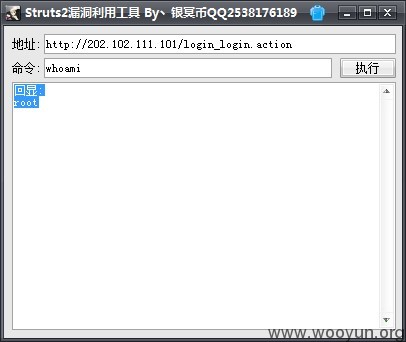 Struts2漏洞利用工具 By丶银冥币QQ2538176189
地址: http://202.102.111.101/login_login.action
命令: whoami 执行
回显:
root
www.wooyun.org